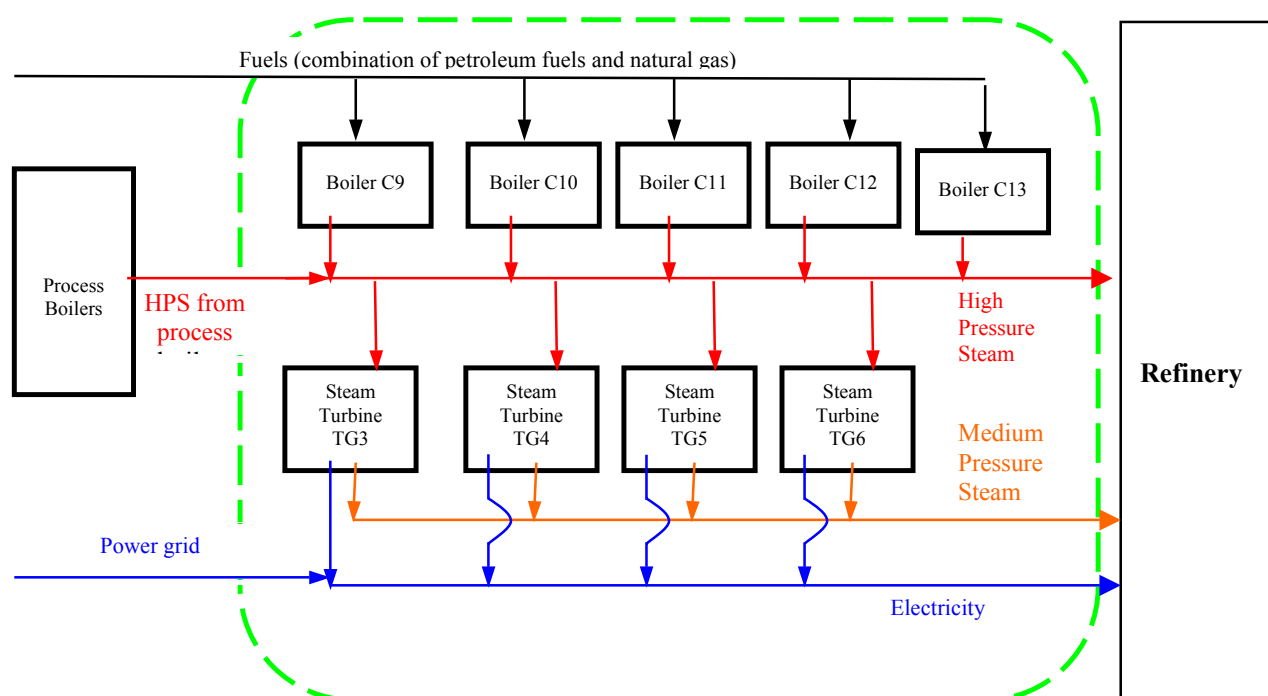 Fuels (combination of petroleum fuels and natural gas)
Boiler C9
Boiler C10
Boiler C11
Boiler C12
Boiler C13
Process
Boilers
HPS from
process
High
Pressure
Steam
Steam
Turbine
TG3
Steam
Turbine
TG4
Steam
Turbine
TG5
Steam
Turbine
TG6
Refinery
Medium
Pressure
Steam
Power grid
Electricity